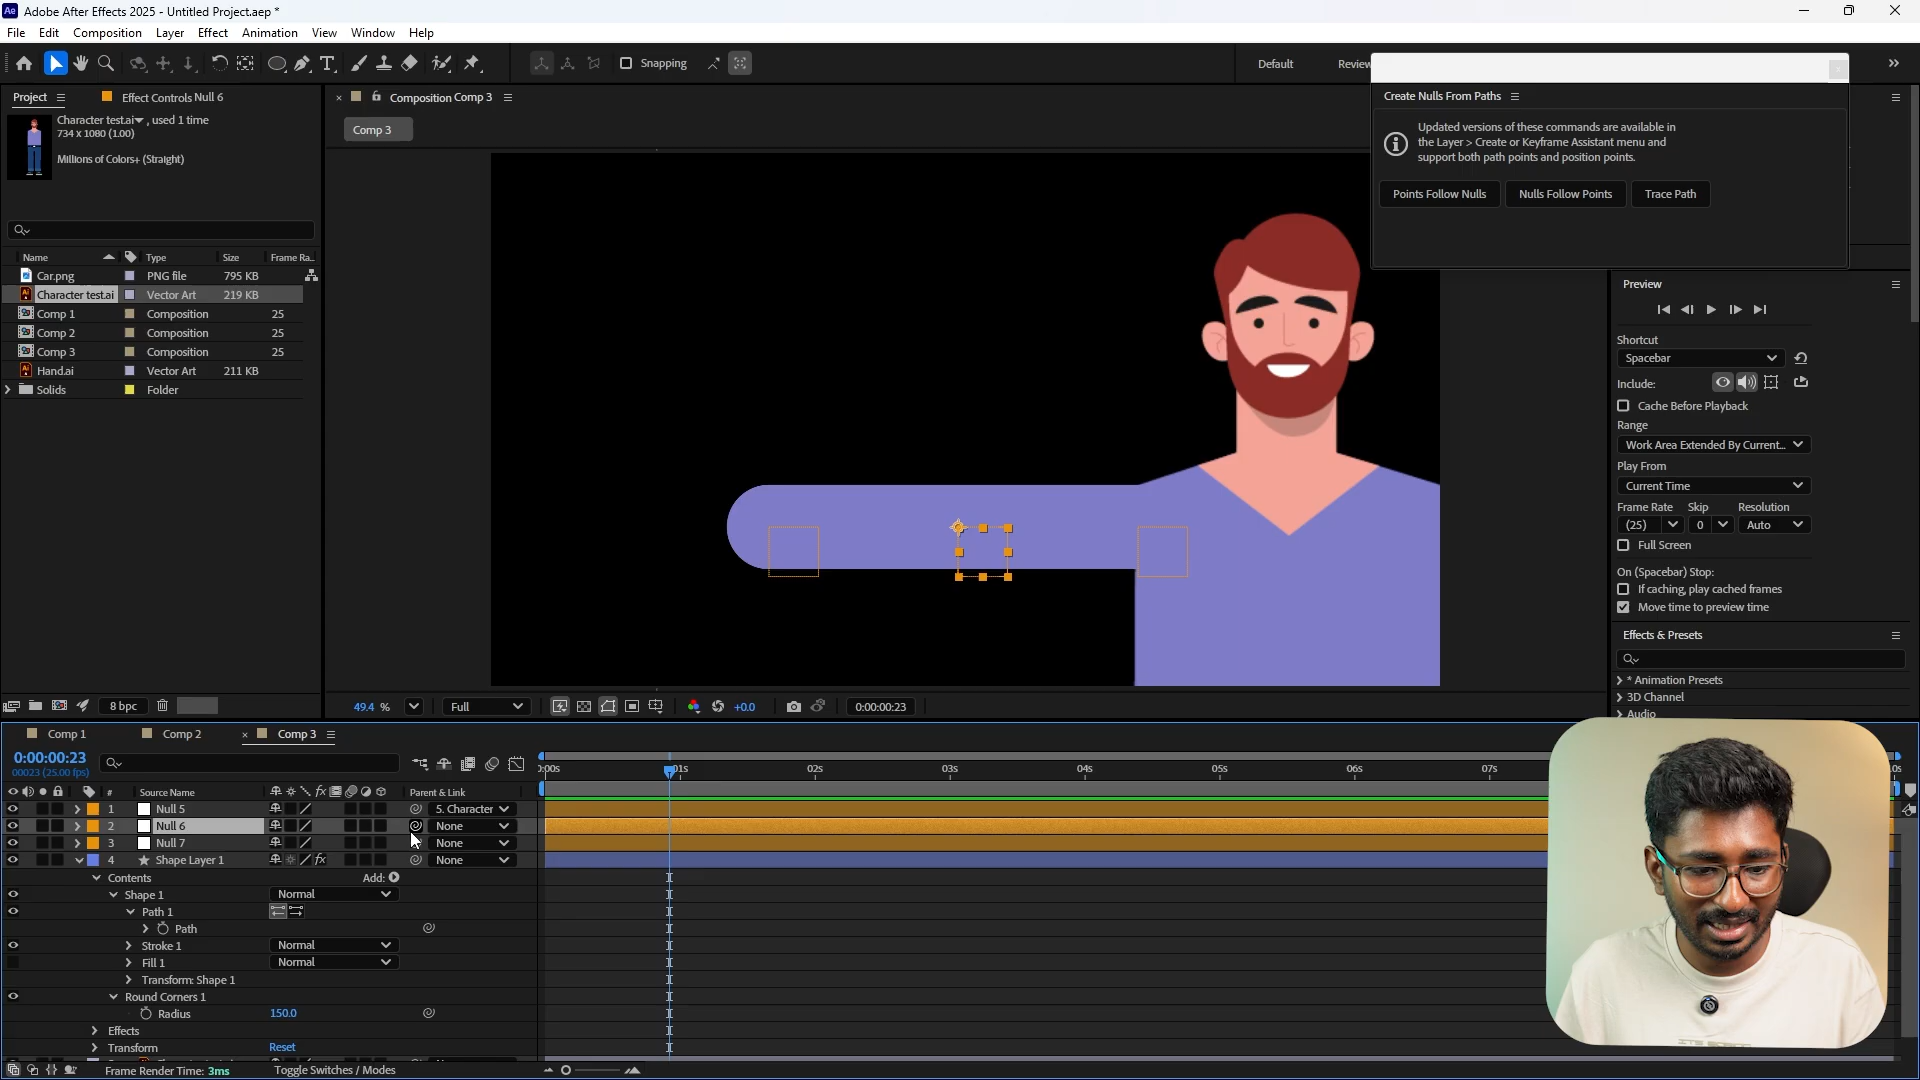 Ae Adobe After Effects 2025 - Untitled Project.aep *
File Edit Composition Layer Effect Animation View Window Help
Snapping Default Review
Project Effect Controls Null 6
Composition Comp 3
Create Nulls From Paths
Character test.ai , used 1 time
734 x 1080 (1.00)
Millions of Colors+ (Straight)
Comp 3
Updated versions of these commands are available in
the Layer > Create or Keyframe Assistant menu and
support both path points and position points.
Points Follow Nulls Nulls Follow Points Trace Path
Name Type Size Frame Ra..
Car.png PNG file 795 KB
Character test.ai Vector Art 219 KB
Comp 1 Composition 25
Comp 2 Composition 25
Comp 3 Composition 25
Hand.ai Vector Art 211 KB
Solids Folder
Preview
Shortcut
Spacebar
Include:
Cache Before Playback
Range
Work Area Extended By Current...
Play From
Current Time
Frame Rate Skip Resolution
(25) 0 Auto
Full Screen
On (Spacebar) Stop:
If caching, play cached frames
Move time to preview time
Effects & Presets
* Animation Presets
3D Channel
Audio
8 bpc
49.4 % Full +0.0 0:00:00:23
Comp 1 Comp 2 Comp 3
0:00:00:23
00023 (25.00 fps)
0:00s 01s 02s 03s 04s 05s 06s 07s 0s
# Source Name fx Parent & Link
1 Null 5 5. Character
2 Null 6 None
3 Null 7 None
4 Shape Layer 1 fx None
Contents Add:
Shape 1 Normal
Path 1
Path
Stroke 1 Normal
Fill 1 Normal
Transform: Shape 1
Round Corners 1
Radius 150.0
Effects
Transform Reset
Frame Render Time: 3ms Toggle Switches / Modes